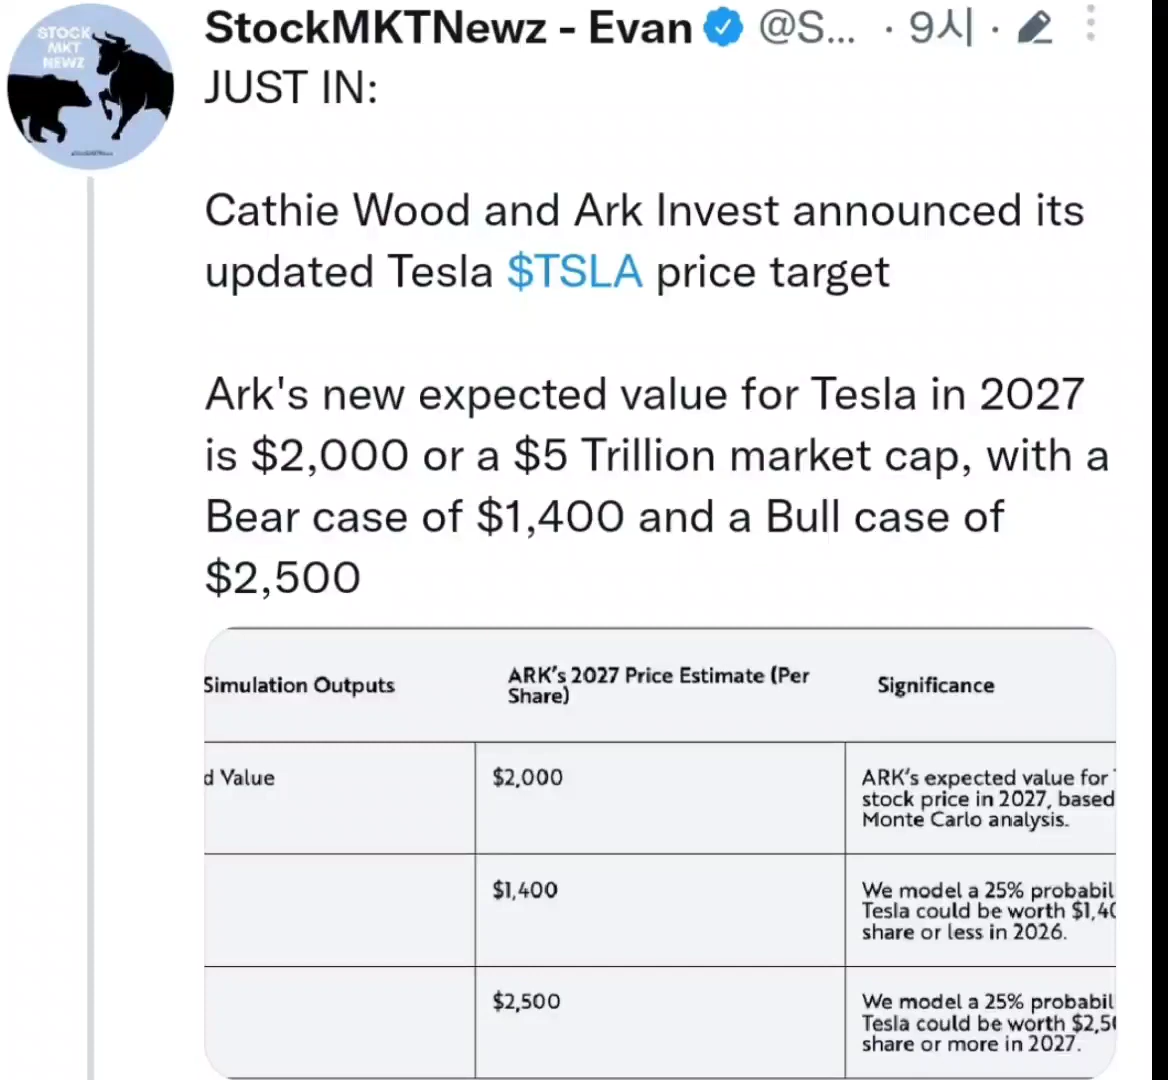 STOCK
MKT
NEWZ
StockMKTNewz - Evan @S... · 9시 ·
JUST IN:
Cathie Wood and Ark Invest announced its
updated Tesla $TSLA price target
Ark's new expected value for Tesla in 2027
is $2,000 or a $5 Trillion market cap, with a
Bear case of $1,400 and a Bull case of
$2,500
Simulation Outputs
ARK's 2027 Price Estimate (Per
Share)
Significance
d Value
$2,000
ARK's expected value for
stock price in 2027, based
Monte Carlo analysis.
$1,400
We model a 25% probabil
Tesla could be worth $1,40
share or less in 2026.
$2,500
We model a 25% probabil
Tesla could be worth $2,50
share or more in 2027.